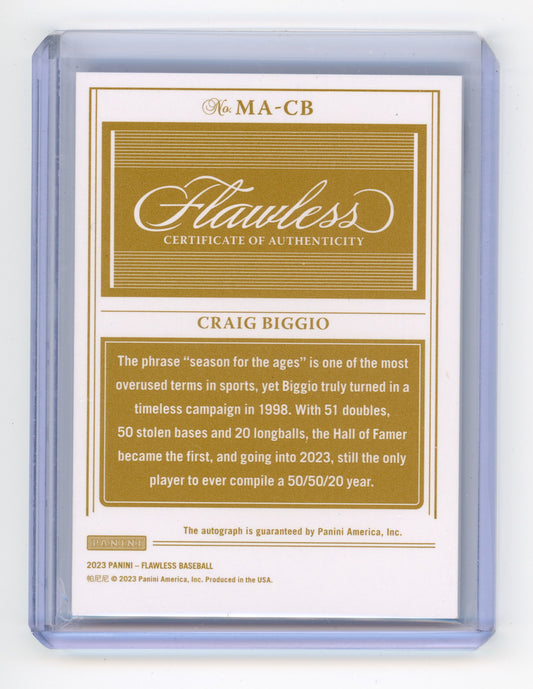 No. MA-CB
Flawless
CERTIFICATE OF AUTHENTICITY
CRAIG BIGGIO
The phrase “season for the ages” is one of the most
overused terms in sports, yet Biggio truly turned in a
timeless campaign in 1998. With 51 doubles,
50 stolen bases and 20 longballs, the Hall of Famer
became the first, and going into 2023, still the only
player to ever compile a 50/50/20 year.
The autograph is guaranteed by Panini America, Inc.
PANINI
2023 PANINI – FLAWLESS BASEBALL
帕尼尼 © 2023 Panini America, Inc. Produced in the USA.